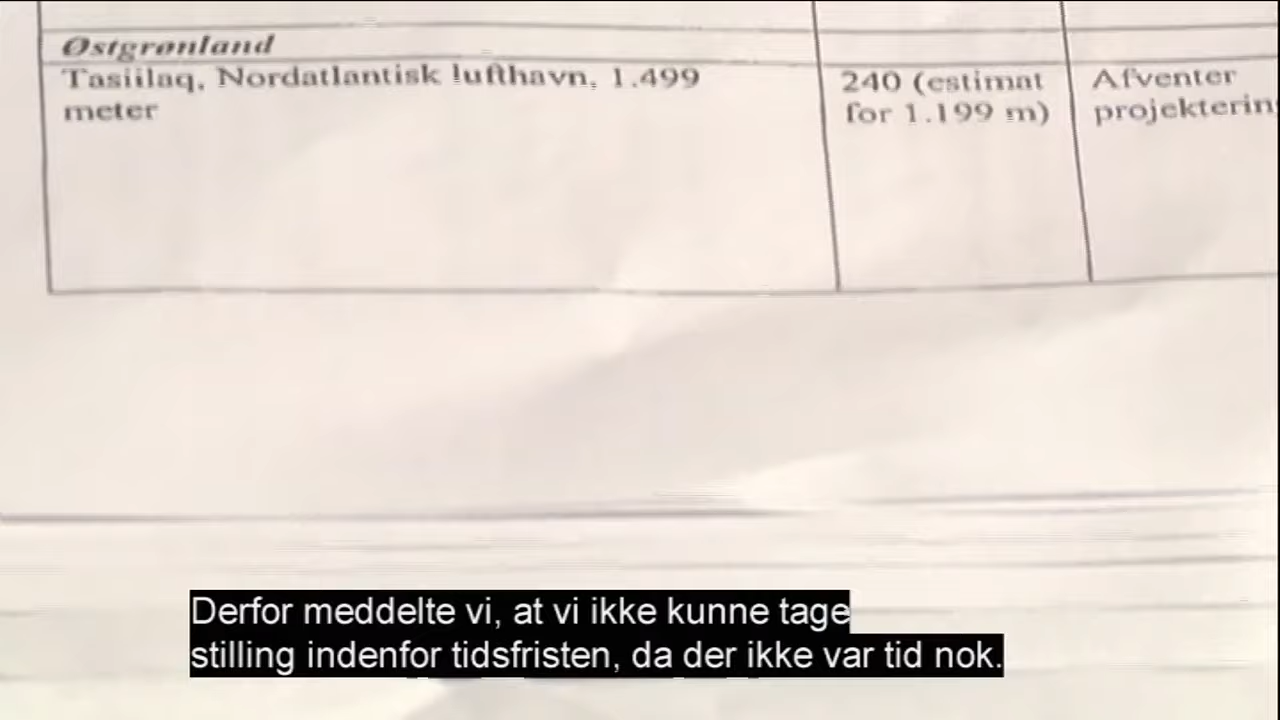 Østgrønland
Tasiilaq, Nordatlantisk lufthavn, 1.499
meter
240 (estimat
for 1.199 m)
Afventer
projektering
Derfor meddelte vi, at vi ikke kunne tage
stilling indenfor tidsfristen, da der ikke var tid nok.